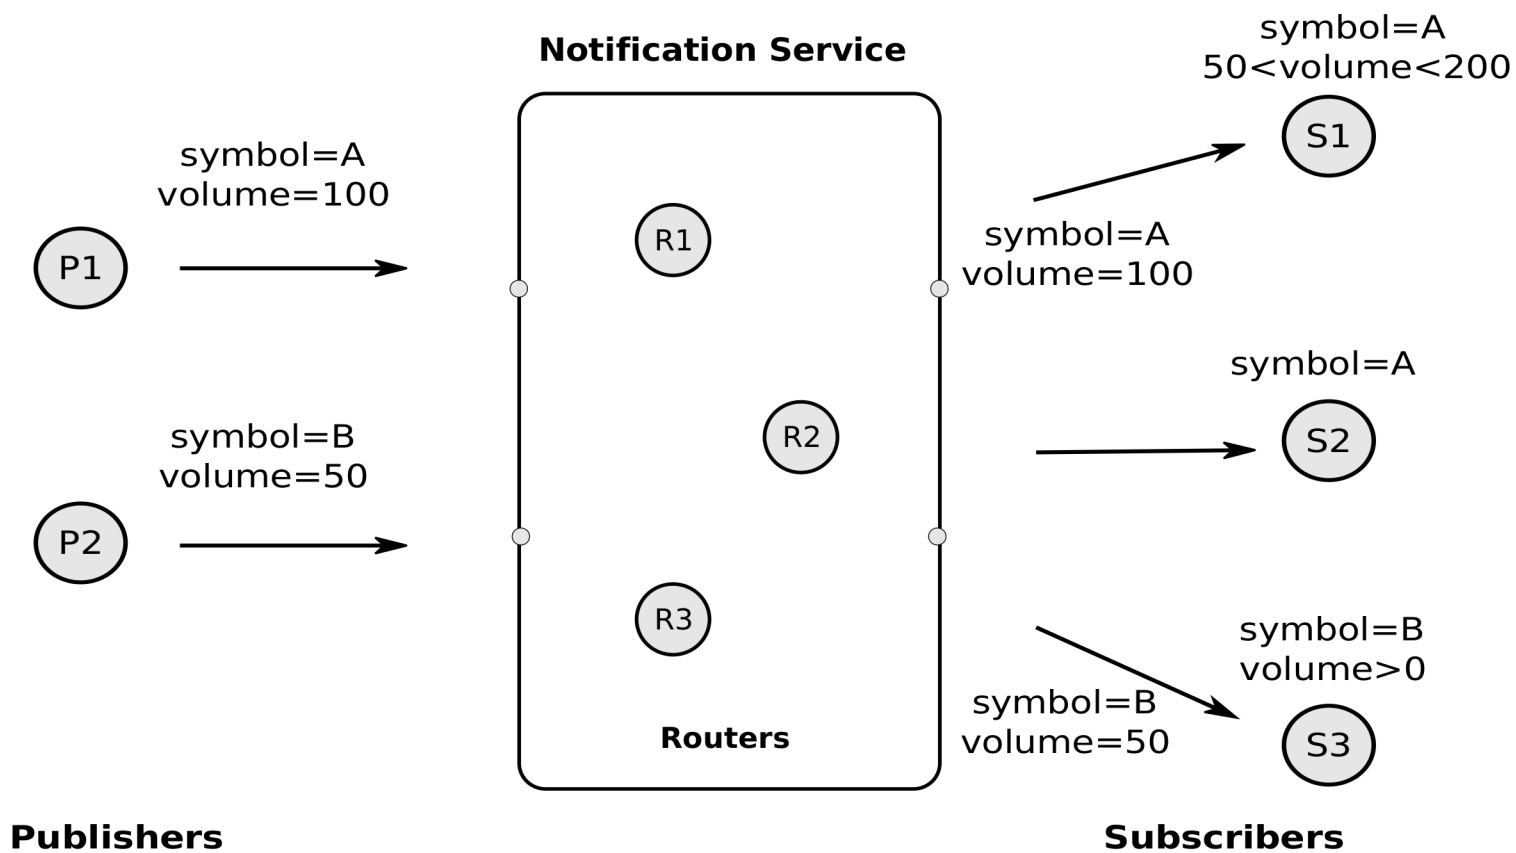 Notification Service
symbol=A
volume=100
P1
symbol=B
volume=50
P2
Publishers
R1
R2
R3
Routers
symbol=A
50<volume<200
S1
symbol=A
volume=100
symbol=A
S2
symbol=B
volume>0
symbol=B
volume=50
S3
Subscribers